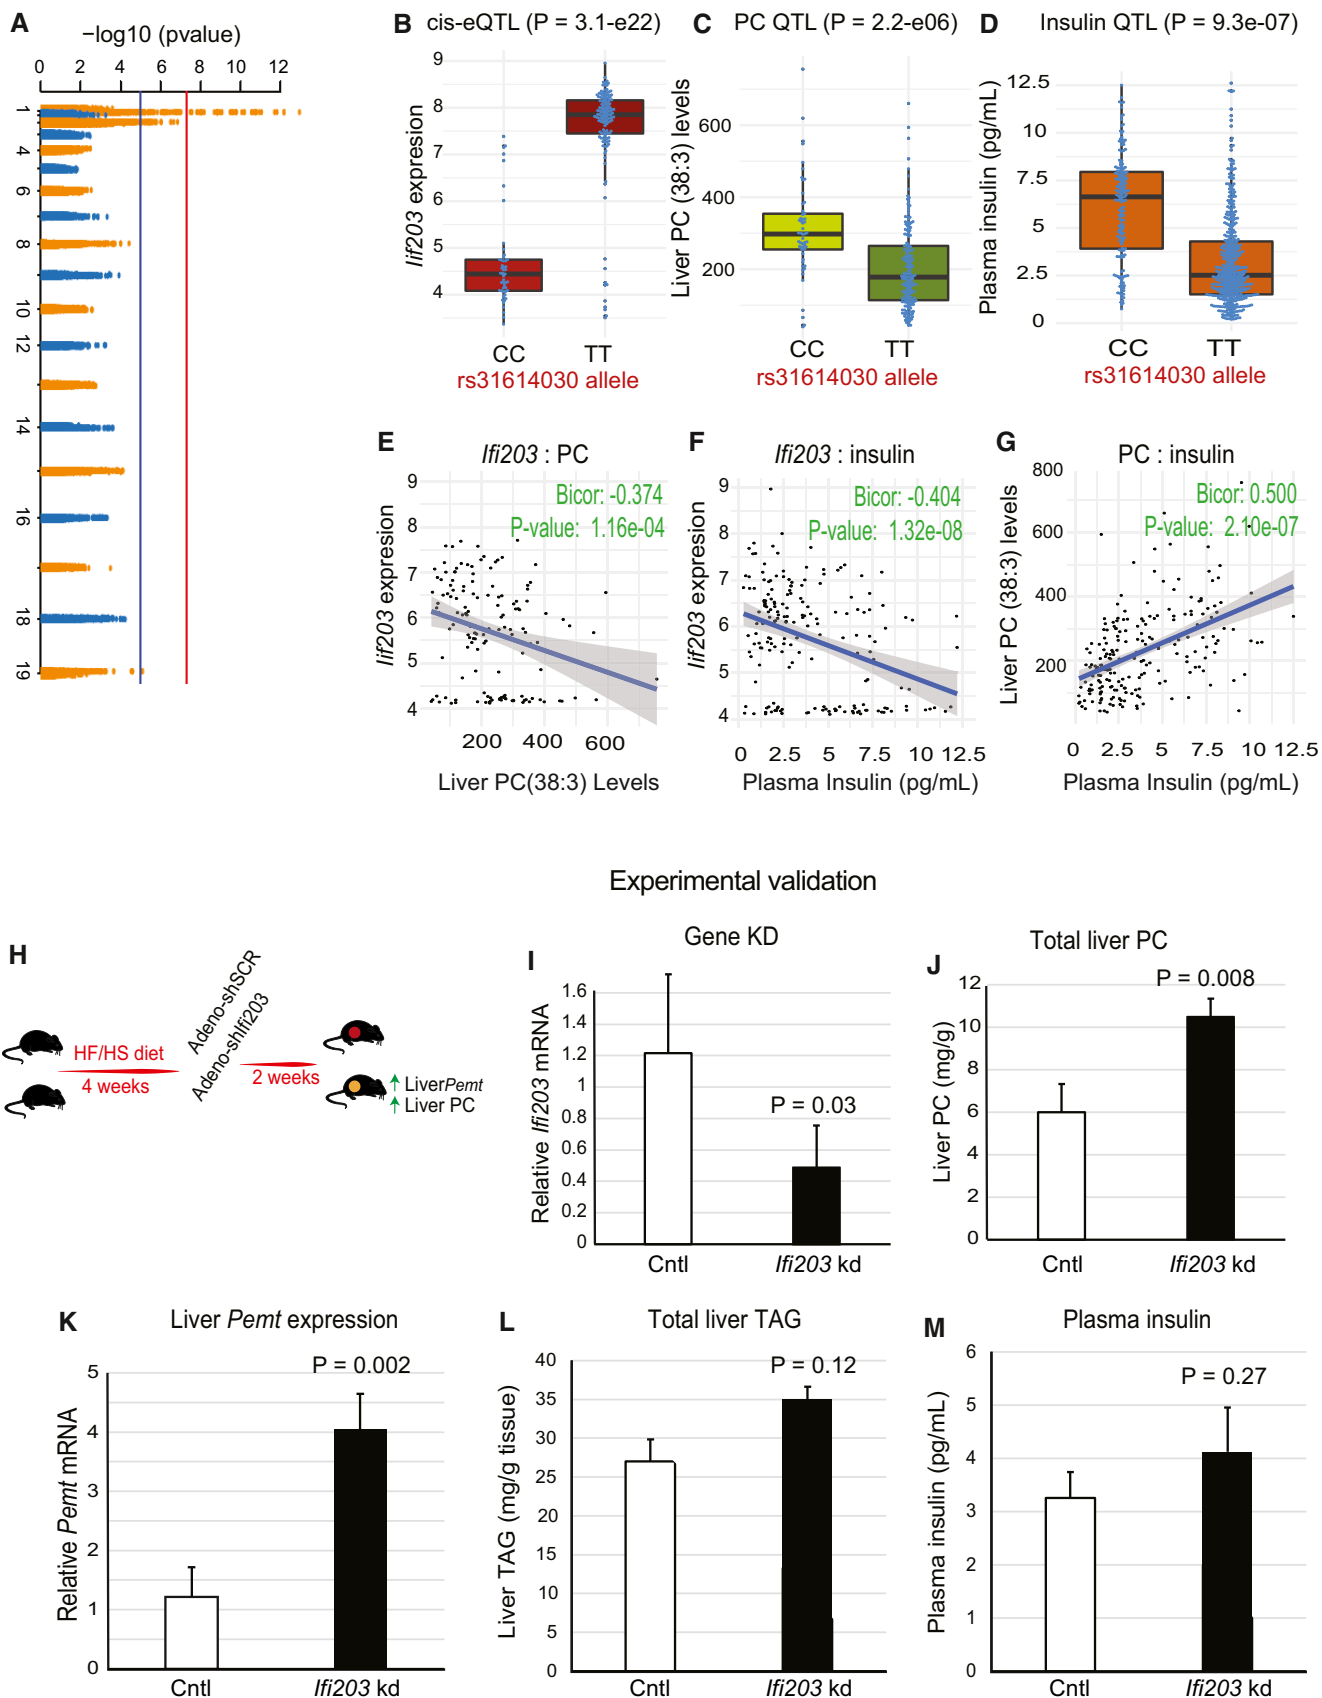 A
−log10 (pvalue)
0 2 4 6 8 10 12
1
4
6
8
10
12
14
16
18
19
B cis-eQTL (P = 3.1-e22)
Iif203 expresion
9
8
7
6
5
4
CC TT
rs31614030 allele
C PC QTL (P = 2.2-e06)
Liver PC (38:3) levels
600
400
200
CC TT
rs31614030 allele
D Insulin QTL (P = 9.3e-07)
Plasma insulin (pg/mL)
12.5
10
7.5
5
2.5
0
CC TT
rs31614030 allele
E
Ifi203 : PC
Bicor: -0.374
P-value: 1.16e-04
Iif203 expresion
9
8
7
6
5
4
200 400 600
Liver PC(38:3) Levels
F
Ifi203 : insulin
Bicor: -0.404
P-value: 1.32e-08
Iif203 expresion
9
8
7
6
5
4
0 2.5 5 7.5 10 12.5
Plasma Insulin (pg/mL)
G
PC : insulin
Bicor: 0.500
P-value: 2.10e-07
Liver PC (38:3) levels
800
600
400
200
0 2.5 5 7.5 10 12.5
Plasma Insulin (pg/mL)
Experimental validation
H
HF/HS diet
4 weeks
Adeno-shSCR
Adeno-shIfi203
2 weeks
LiverPemt
Liver PC
I
Gene KD
Relative Ifi203 mRNA
1.6
1.4
1.2
1
0.8
0.6
0.4
0.2
0
P = 0.03
Cntl Ifi203 kd
J
Total liver PC
P = 0.008
Liver PC (mg/g)
12
10
8
6
4
2
0
Cntl Ifi203 kd
K
Liver Pemt expression
P = 0.002
Relative Pemt mRNA
5
4
3
2
1
0
Cntl Ifi203 kd
L
Total liver TAG
P = 0.12
Liver TAG (mg/g tissue)
40
35
30
25
20
15
10
5
0
Cntl Ifi203 kd
M
Plasma insulin
P = 0.27
Plasma insulin (pg/mL)
6
5
4
3
2
1
0
Cntl Ifi203 kd